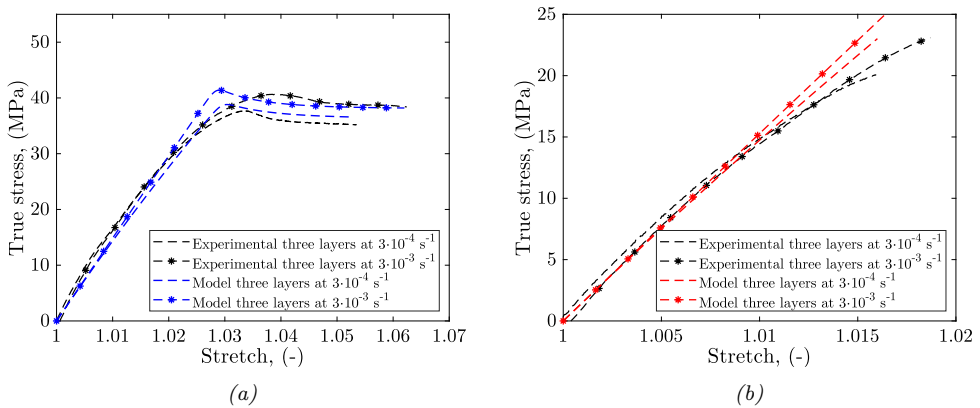 50
40
30
20
10
0
True stress, (MPa)
Experimental three layers at 3·10⁻⁴ s⁻¹
Experimental three layers at 3·10⁻³ s⁻¹
Model three layers at 3·10⁻⁴ s⁻¹
Model three layers at 3·10⁻³ s⁻¹
1 1.01 1.02 1.03 1.04 1.05 1.06 1.07
Stretch, (-)
(a)
25
20
15
10
5
0
True stress, (MPa)
Experimental three layers at 3·10⁻⁴ s⁻¹
Experimental three layers at 3·10⁻³ s⁻¹
Model three layers at 3·10⁻⁴ s⁻¹
Model three layers at 3·10⁻³ s⁻¹
1 1.005 1.01 1.015 1.02
Stretch, (-)
(b)